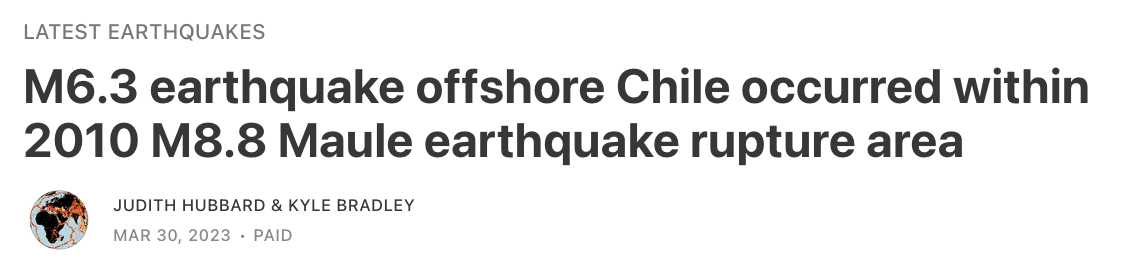 LATEST EARTHQUAKES
M6.3 earthquake offshore Chile occurred within
2010 M8.8 Maule earthquake rupture area
JUDITH HUBBARD & KYLE BRADLEY
MAR 30, 2023 • PAID